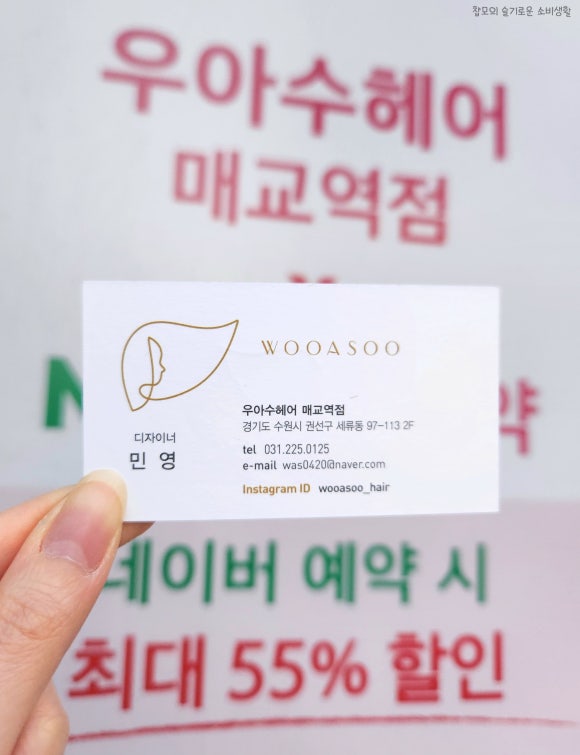 참모의 슬기로운 소비생활
우아수헤어
매교역점
N 약
WOOASOO
우아수헤어 매교역점
경기도 수원시 권선구 세류동 97-113 2F
디자이너
민 영
tel 031.225.0125
e-mail was0420@naver.com
Instagram ID wooasoo_hair
네이버 예약 시
최대 55% 할인